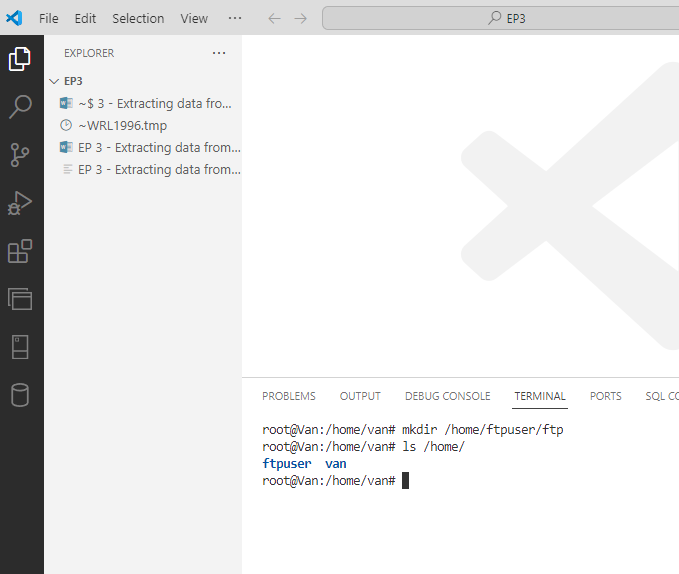 File Edit Selection View ··· EP3
EXPLORER ···
EP3
~$ 3 - Extracting data fro...
~WRL1996.tmp
EP 3 - Extracting data from...
EP 3 - Extracting data from...
PROBLEMS OUTPUT DEBUG CONSOLE TERMINAL PORTS SQL CO
root@Van:/home/van# mkdir /home/ftpuser/ftp
root@Van:/home/van# ls /home/
ftpuser van
root@Van:/home/van#